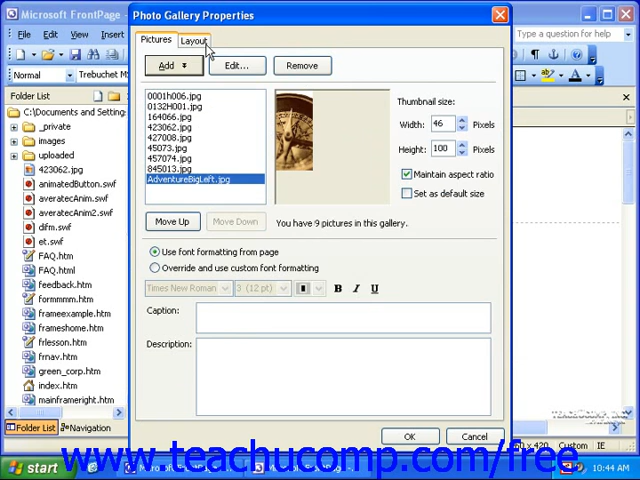 Microsoft FrontPage
Photo Gallery Properties
File Edit View Insert
Type a question for help
Pictures Layout
Normal Trebuchet M
Add Edit... Remove
Folder List
C:\Documents and Setting
_private
images
uploaded
423062.jpg
animatedButton.swf
averatecAnim.swf
averatecAnim2.swf
difm.swf
et.swf
FAQ.htm
FAQ.html
feedback.htm
formmmm.htm
frameexample.htm
frameshome.htm
frlesson.htm
frnav.htm
green_corp.htm
index.htm
mainframeright.htm
Folder List Navigation
0001h006.jpg
0132H001.jpg
164066.jpg
423062.jpg
427008.jpg
45073.jpg
457074.jpg
845013.jpg
AdventureBigLeft.jpg
Thumbnail size:
Width: 46 Pixels
Height: 100 Pixels
Maintain aspect ratio
Set as default size
Move Up Move Down You have 9 pictures in this gallery.
Use font formatting from page
Override and use custom font formatting
Times New Roman 3 (12 pt) B I U
Caption:
Description:
OK Cancel
TEACHUCOMP, INC.
60 x 420 Custom IE
www.teachucomp.com/free
start
10:44 AM